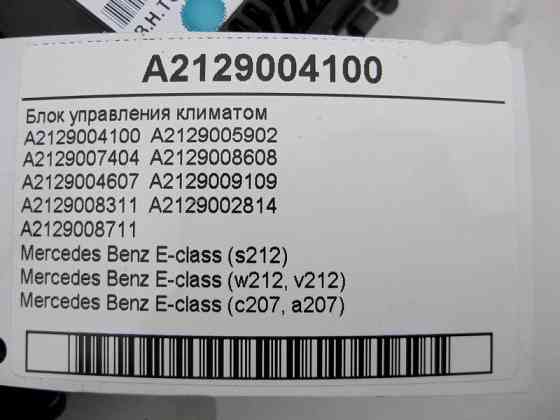 R.H.T
A2129004100
Блок управления климатом
A2129004100 A2129005902
A2129007404 A2129008608
A2129004607 A2129009109
A2129008311 A2129002814
A2129008711
Mercedes Benz E-class (s212)
Mercedes Benz E-class (w212, v212)
Mercedes Benz E-class (c207, a207)